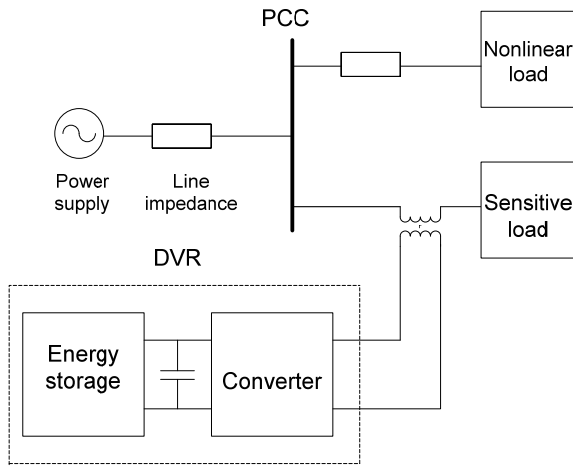 PCC
Nonlinear
load
Power
supply
Line
impedance
Sensitive
load
DVR
Energy
storage
Converter